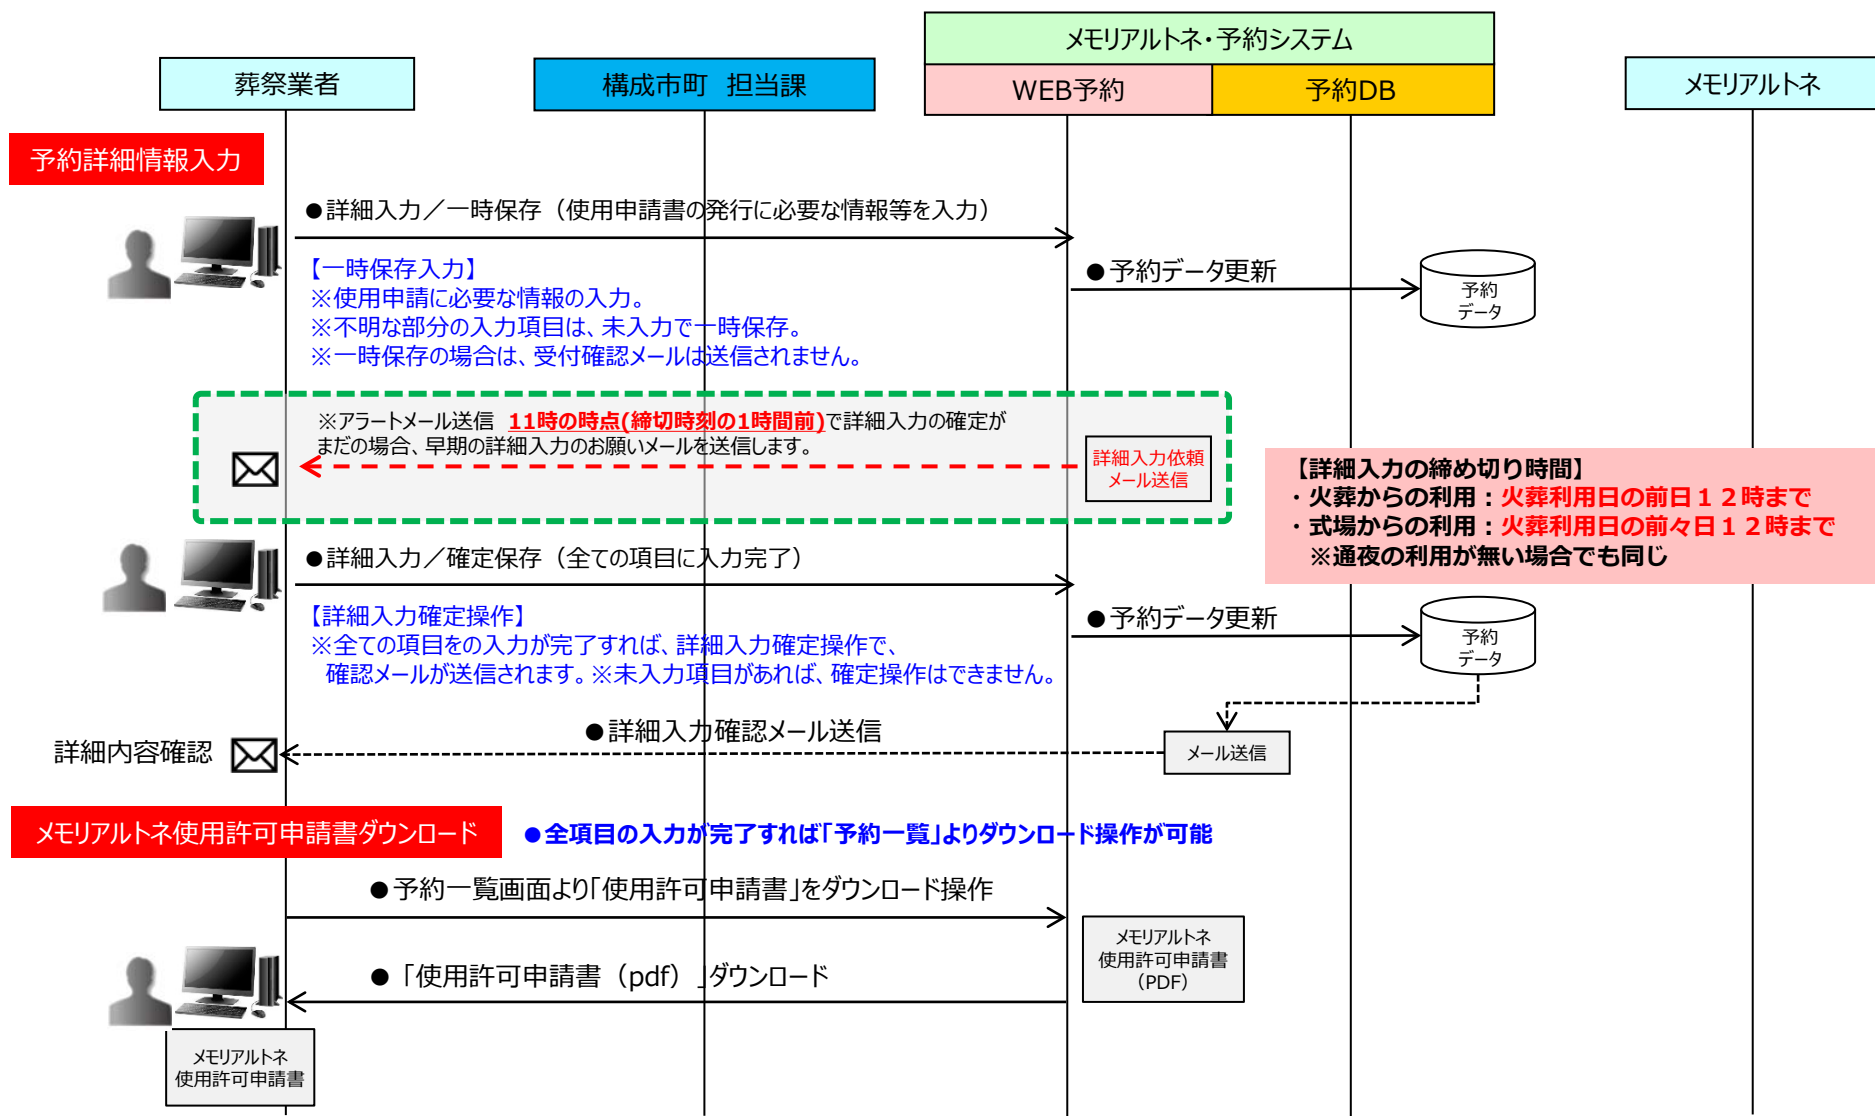 メモリアルトネ・予約システム
葬祭業者
構成市町　担当課
WEB予約
予約DB
メモリアルトネ
予約詳細情報入力
●詳細入力／一時保存（使用申請書の発行に必要な情報等を入力）
【一時保存入力】
※使用申請に必要な情報の入力。
※不明な部分の入力項目は、未入力で一時保存。
※一時保存の場合は、受付確認メールは送信されません。
●予約データ更新
予約
データ
※アラートメール送信　11時の時点(締切時刻の1時間前)で詳細入力の確定が
まだの場合、早期の詳細入力のお願いメールを送信します。
詳細入力依頼
メール送信
【詳細入力の締め切り時間】
・火葬からの利用：火葬利用日の前日１２時まで
・式場からの利用：火葬利用日の前々日１２時まで
※通夜の利用が無い場合でも同じ
●詳細入力／確定保存（全ての項目に入力完了）
【詳細入力確定操作】
※全ての項目をの入力が完了すれば、詳細入力確定操作で、
確認メールが送信されます。※未入力項目があれば、確定操作はできません。
●予約データ更新
予約
データ
●詳細入力確認メール送信
メール送信
詳細内容確認
メモリアルトネ使用許可申請書ダウンロード
●全項目の入力が完了すれば「予約一覧」よりダウンロード操作が可能
●予約一覧画面より「使用許可申請書」をダウンロード操作
メモリアルトネ
使用許可申請書
（PDF）
●「使用許可申請書（pdf）」ダウンロード
メモリアルトネ
使用許可申請書